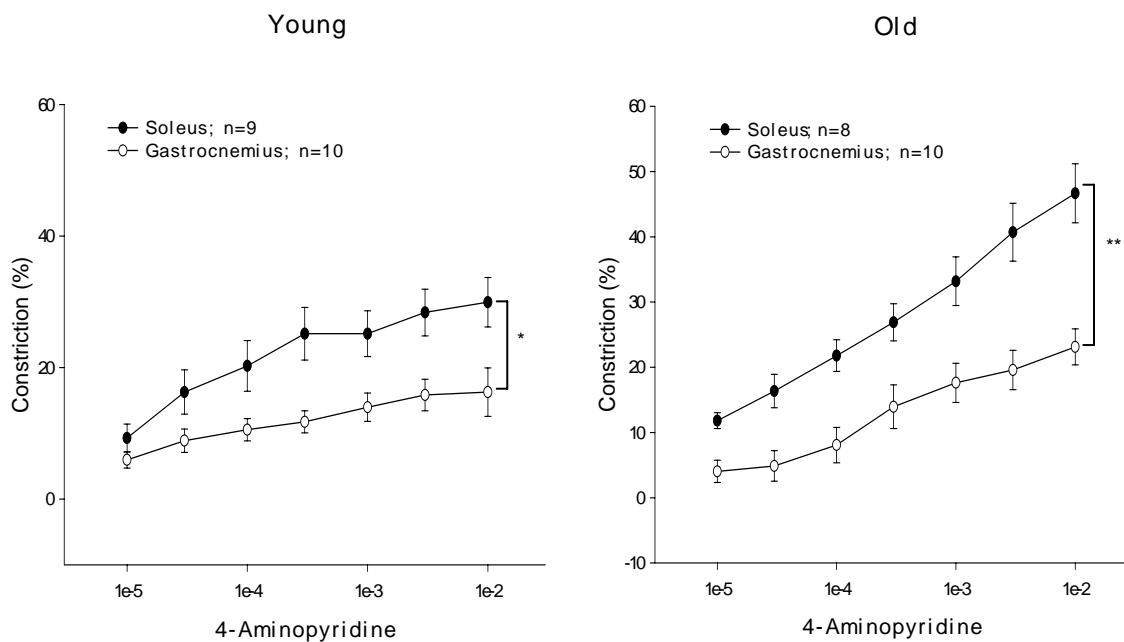 Young
60
40
20
0
Constriction (%)
Soleus; n=9
Gastrocnemius; n=10
*
1e-5
1e-4
1e-3
1e-2
4-Aminopyridine
Old
60
50
40
30
20
10
0
-10
Constriction (%)
Soleus; n=8
Gastrocnemius; n=10
**
1e-5
1e-4
1e-3
1e-2
4-Aminopyridine